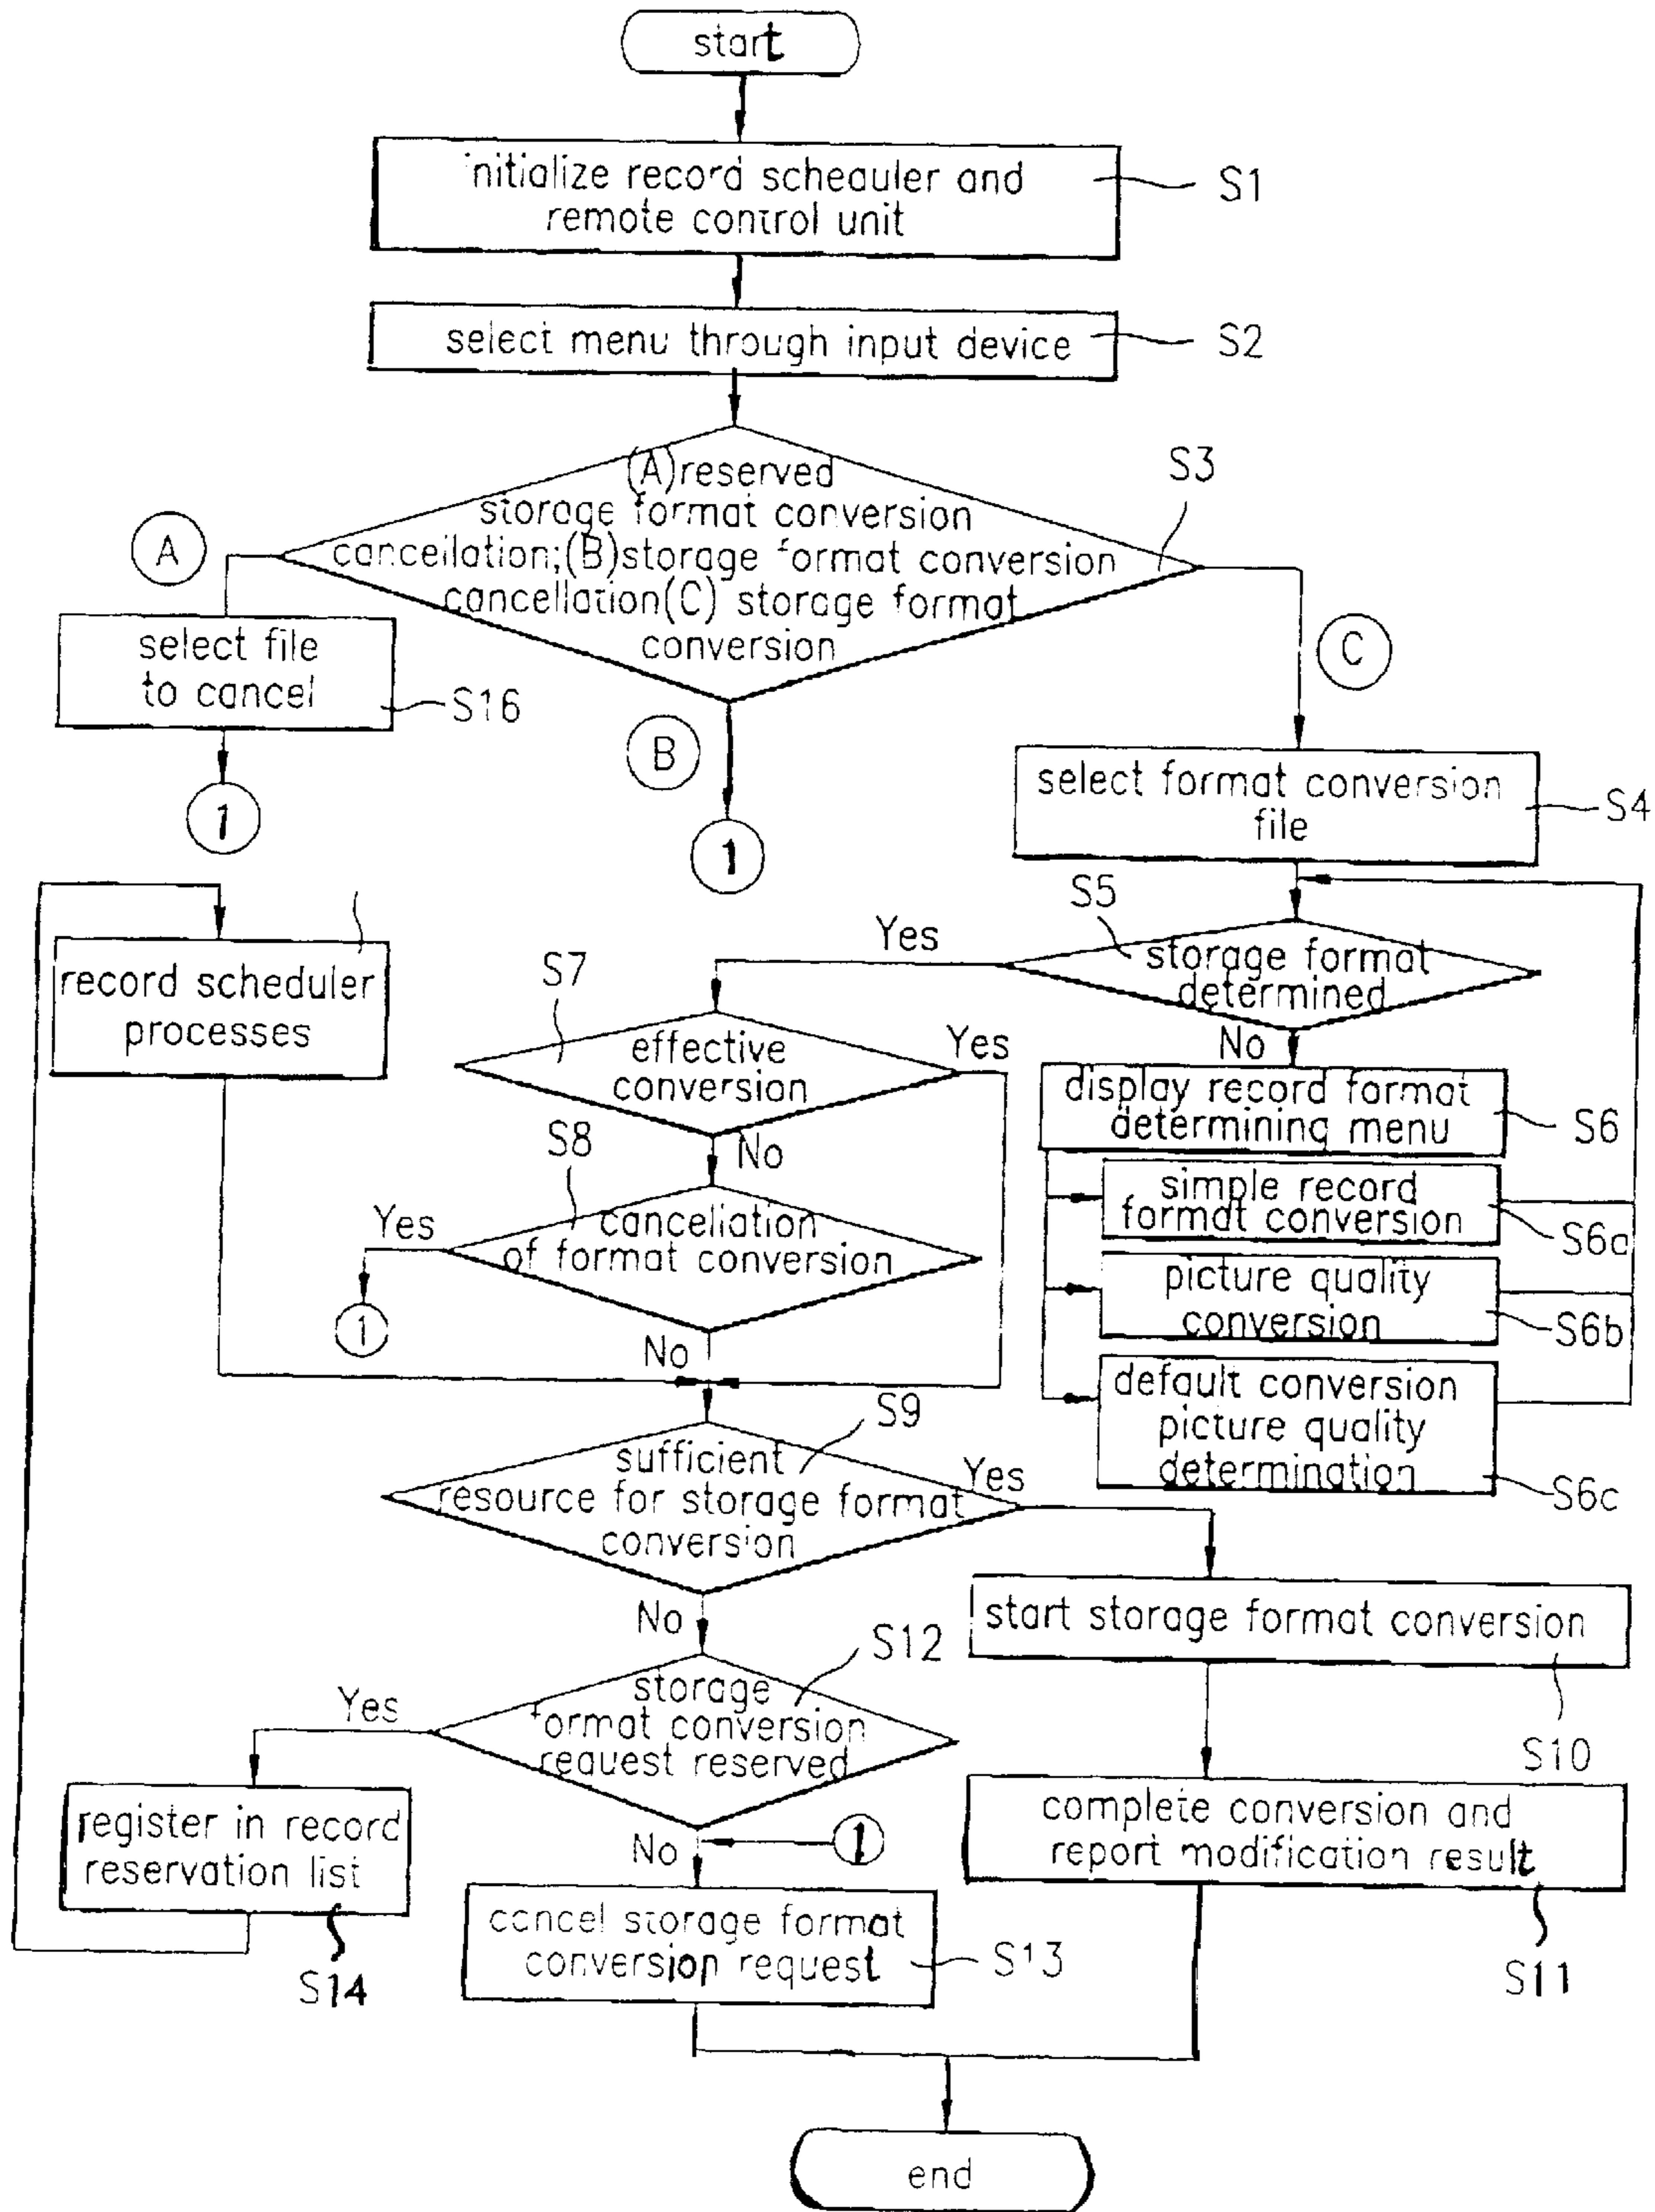 start
initialize record scheduler and
remote control unit
S1
select menu through input device
S2
(A)reserved
storage format conversion
cancellation;(B)storage format conversion
cancellation(C) storage format
conversion
S3
A
select file
to cancel
S16
1
B
1
C
select format conversion
file
S4
S5
storage format
determined
Yes
No
record scheduler
processes
S7
effective
conversion
Yes
No
display record format
determining menu
S6
simple record
format conversion
S6a
picture quality
conversion
S6b
default conversion
picture quality
determination
S6c
S8
cancellation
of format conversion
Yes
1
No
S9
sufficient
resource for storage format
conversion
Yes
No
start storage format conversion
S10
S12
storage
format conversion
request reserved
Yes
No
1
register in record
reservation list
S14
complete conversion and
report modification result
S11
cancel storage format
conversion request
S13
end